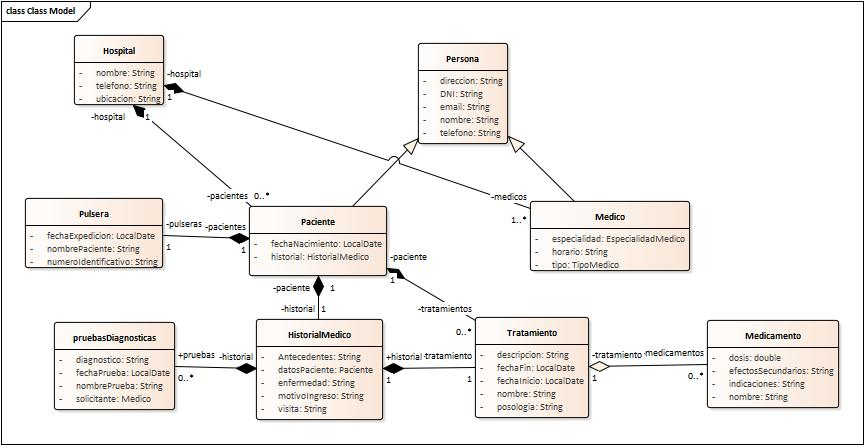 class Class Model
Hospital
- nombre: String
- telefono: String
- ubicacion: String
-hospital
1
-hospital
1
Persona
- direccion: String
- DNI: String
- email: String
- nombre: String
- telefono: String
-pacientes 0..*
-medicos
1..*
Pulsera
- fechaExpedicion: LocalDate
- nombrePaciente: String
- numeroIdentificativo: String
-pulseras
1
-pacientes
1
Paciente
- fechaNacimiento: LocalDate
- historial: HistorialMedico
Medico
- especialidad: EspecialidadMedico
- horario: String
- tipo: TipoMedico
-paciente
1
-paciente 1
-historial 1
-tratamientos
0..*
pruebasDiagnosticas
- diagnostico: String
- fechaPrueba: LocalDate
- nombrePrueba: String
- solicitante: Medico
+pruebas
0..*
-historial
HistorialMedico
- Antecedentes: String
- datosPaciente: Paciente
- enfermedad: String
- motivoIngreso: String
- visita: String
+historial
1
-tratamiento
1
Tratamiento
- descripcion: String
- fechaFin: LocalDate
- fechaInicio: LocalDate
- nombre: String
- posologia: String
-tratamiento
1
-medicamentos
0..*
Medicamento
- dosis: double
- efectosSecundarios: String
- indicaciones: String
- nombre: String